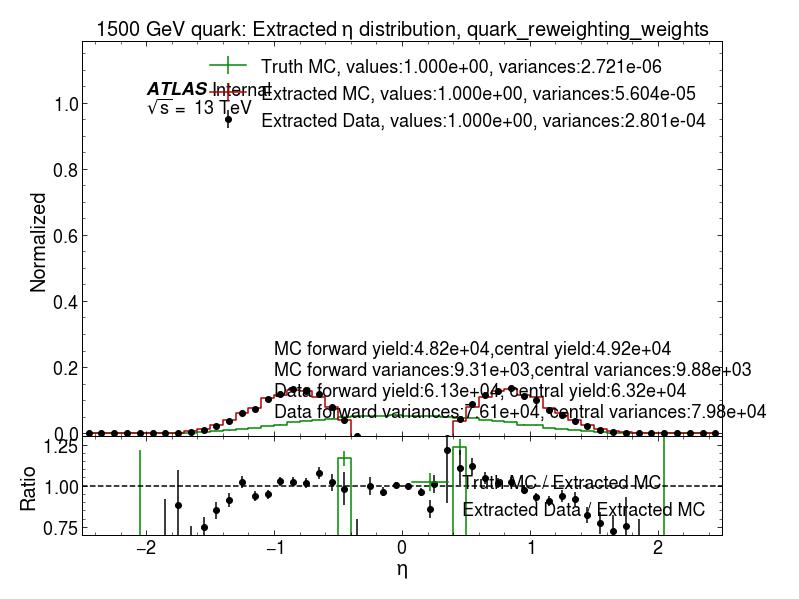 1500 GeV quark: Extracted η distribution, quark_reweighting_weights
Truth MC, values:1.000e+00, variances:2.721e-06
ATLAS Internal
Extracted MC, values:1.000e+00, variances:5.604e-05
√s = 13 TeV
Extracted Data, values:1.000e+00, variances:2.801e-04
Normalized
1.0
0.8
0.6
0.4
0.2
0.0
MC forward yield:4.82e+04,central yield:4.92e+04
MC forward variances:9.31e+03,central variances:9.88e+03
Data forward yield:6.13e+04, central yield:6.32e+04
Data forward variances:7.61e+04, central variances:7.98e+04
Ratio
1.25
1.00
0.75
Truth MC / Extracted MC
Extracted Data / Extracted MC
−2 −1 0 1 2
η